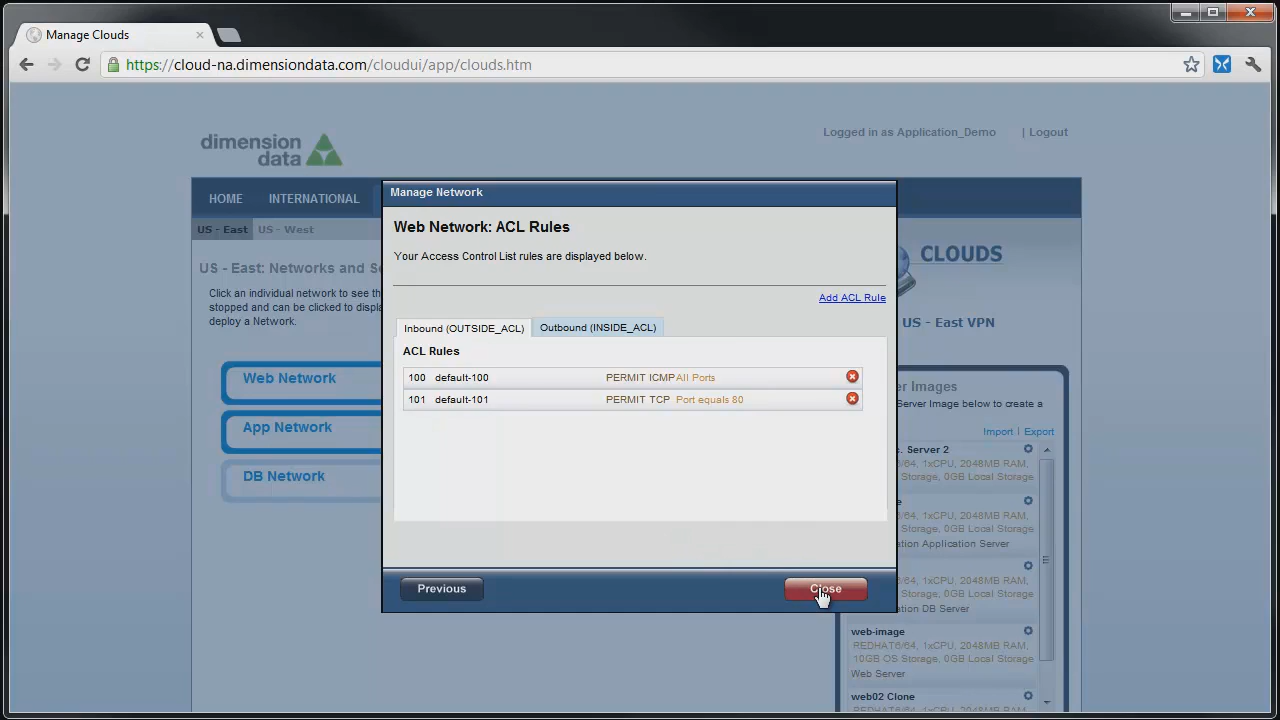 Manage Clouds
https://cloud-na.dimensiondata.com/cloudui/app/clouds.htm
dimension
data
Logged in as Application_Demo | Logout
HOME INTERNATIONAL
US - East US - West
CLOUDS
US - East VPN
US - East: Networks and Se
Click an individual network to see th
stopped and can be clicked to displa
deploy a Network.
Web Network
App Network
DB Network
Manage Network
Web Network: ACL Rules
Your Access Control List rules are displayed below.
Add ACL Rule
Inbound (OUTSIDE_ACL) Outbound (INSIDE_ACL)
ACL Rules
100 default-100 PERMIT ICMP All Ports
101 default-101 PERMIT TCP Port equals 80
Previous Close
er Images
Server Image below to create a
Import | Export
c. Server 2
REDHAT6/64, 1xCPU, 2048MB RAM,
Storage, 0GB Local Storage
e
6/64, 1xCPU, 2048MB RAM,
Storage, 0GB Local Storage
ation Application Server
6/64, 1xCPU, 2048MB RAM,
Storage, 0GB Local Storage
ation DB Server
web-image
REDHAT6/64, 1xCPU, 2048MB RAM,
10GB OS Storage, 0GB Local Storage
Web Server
web02 Clone